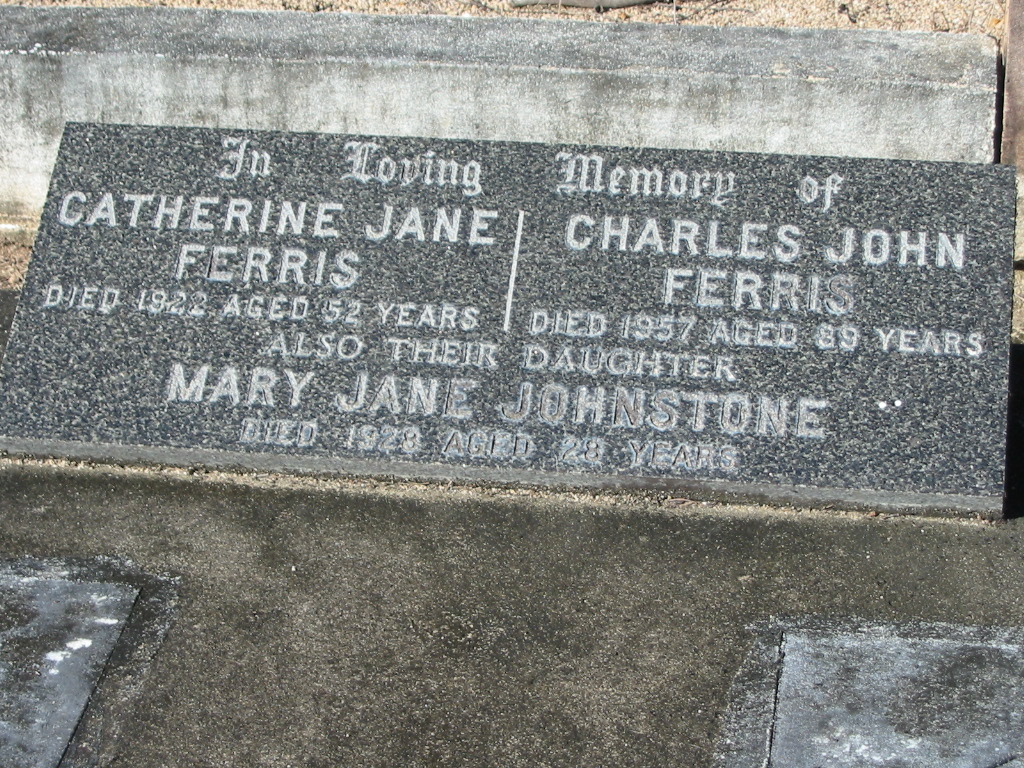 In Loving Memory of
CATHERINE JANE
FERRIS
DIED 1922 AGED 52 YEARS
CHARLES JOHN
FERRIS
DIED 1957 AGED 89 YEARS
ALSO THEIR DAUGHTER
MARY JANE JOHNSTONE
DIED 1928 AGED 28 YEARS